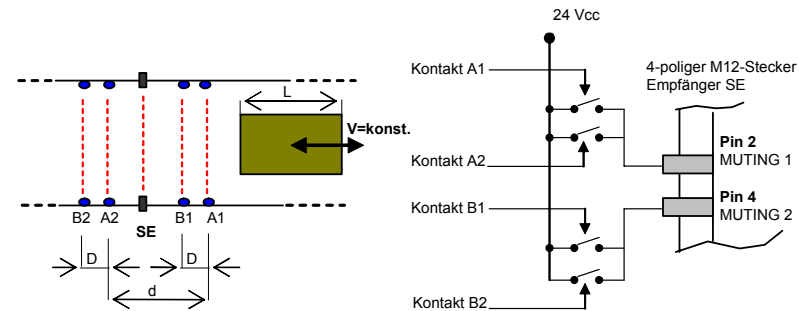 24 Vcc
Kontakt A1
4-poliger M12-Stecker
Empfänger SE
L
V=konst.
Pin 2
MUTING 1
Kontakt A2
Pin 4
MUTING 2
Kontakt B1
B2 A2 B1 A1
SE
D D
d
Kontakt B2